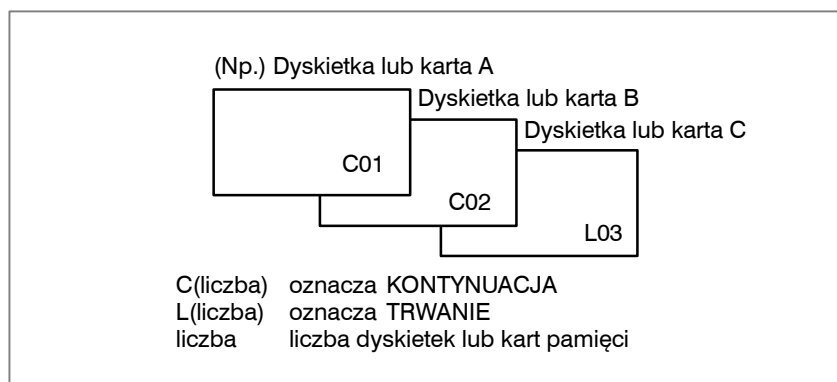 (Np.) Dyskietka lub karta A
Dyskietka lub karta B
Dyskietka lub karta C
C01
C02
L03
C(liczba) oznacza KONTYNUACJA
L(liczba) oznacza TRWANIE
liczba liczba dyskietek lub kart pamięci